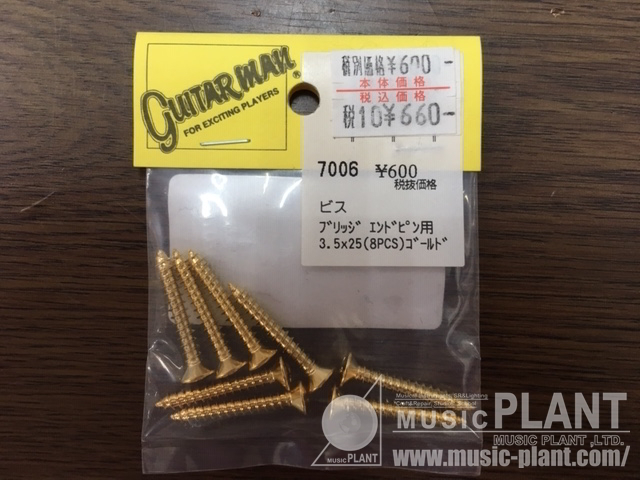 GUITAR MAN®
FOR EXCITING PLAYERS
税別価格¥600-
本体価格
税込価格
税10¥660-
7006 ¥600
税抜価格
ビス
ブリッジ エンドピン用
3.5x25(8PCS)ゴールド
MUSIC PLANT
MUSIC PLANT ,LTD.
MUSIC PLANT
www.music-plant.com/